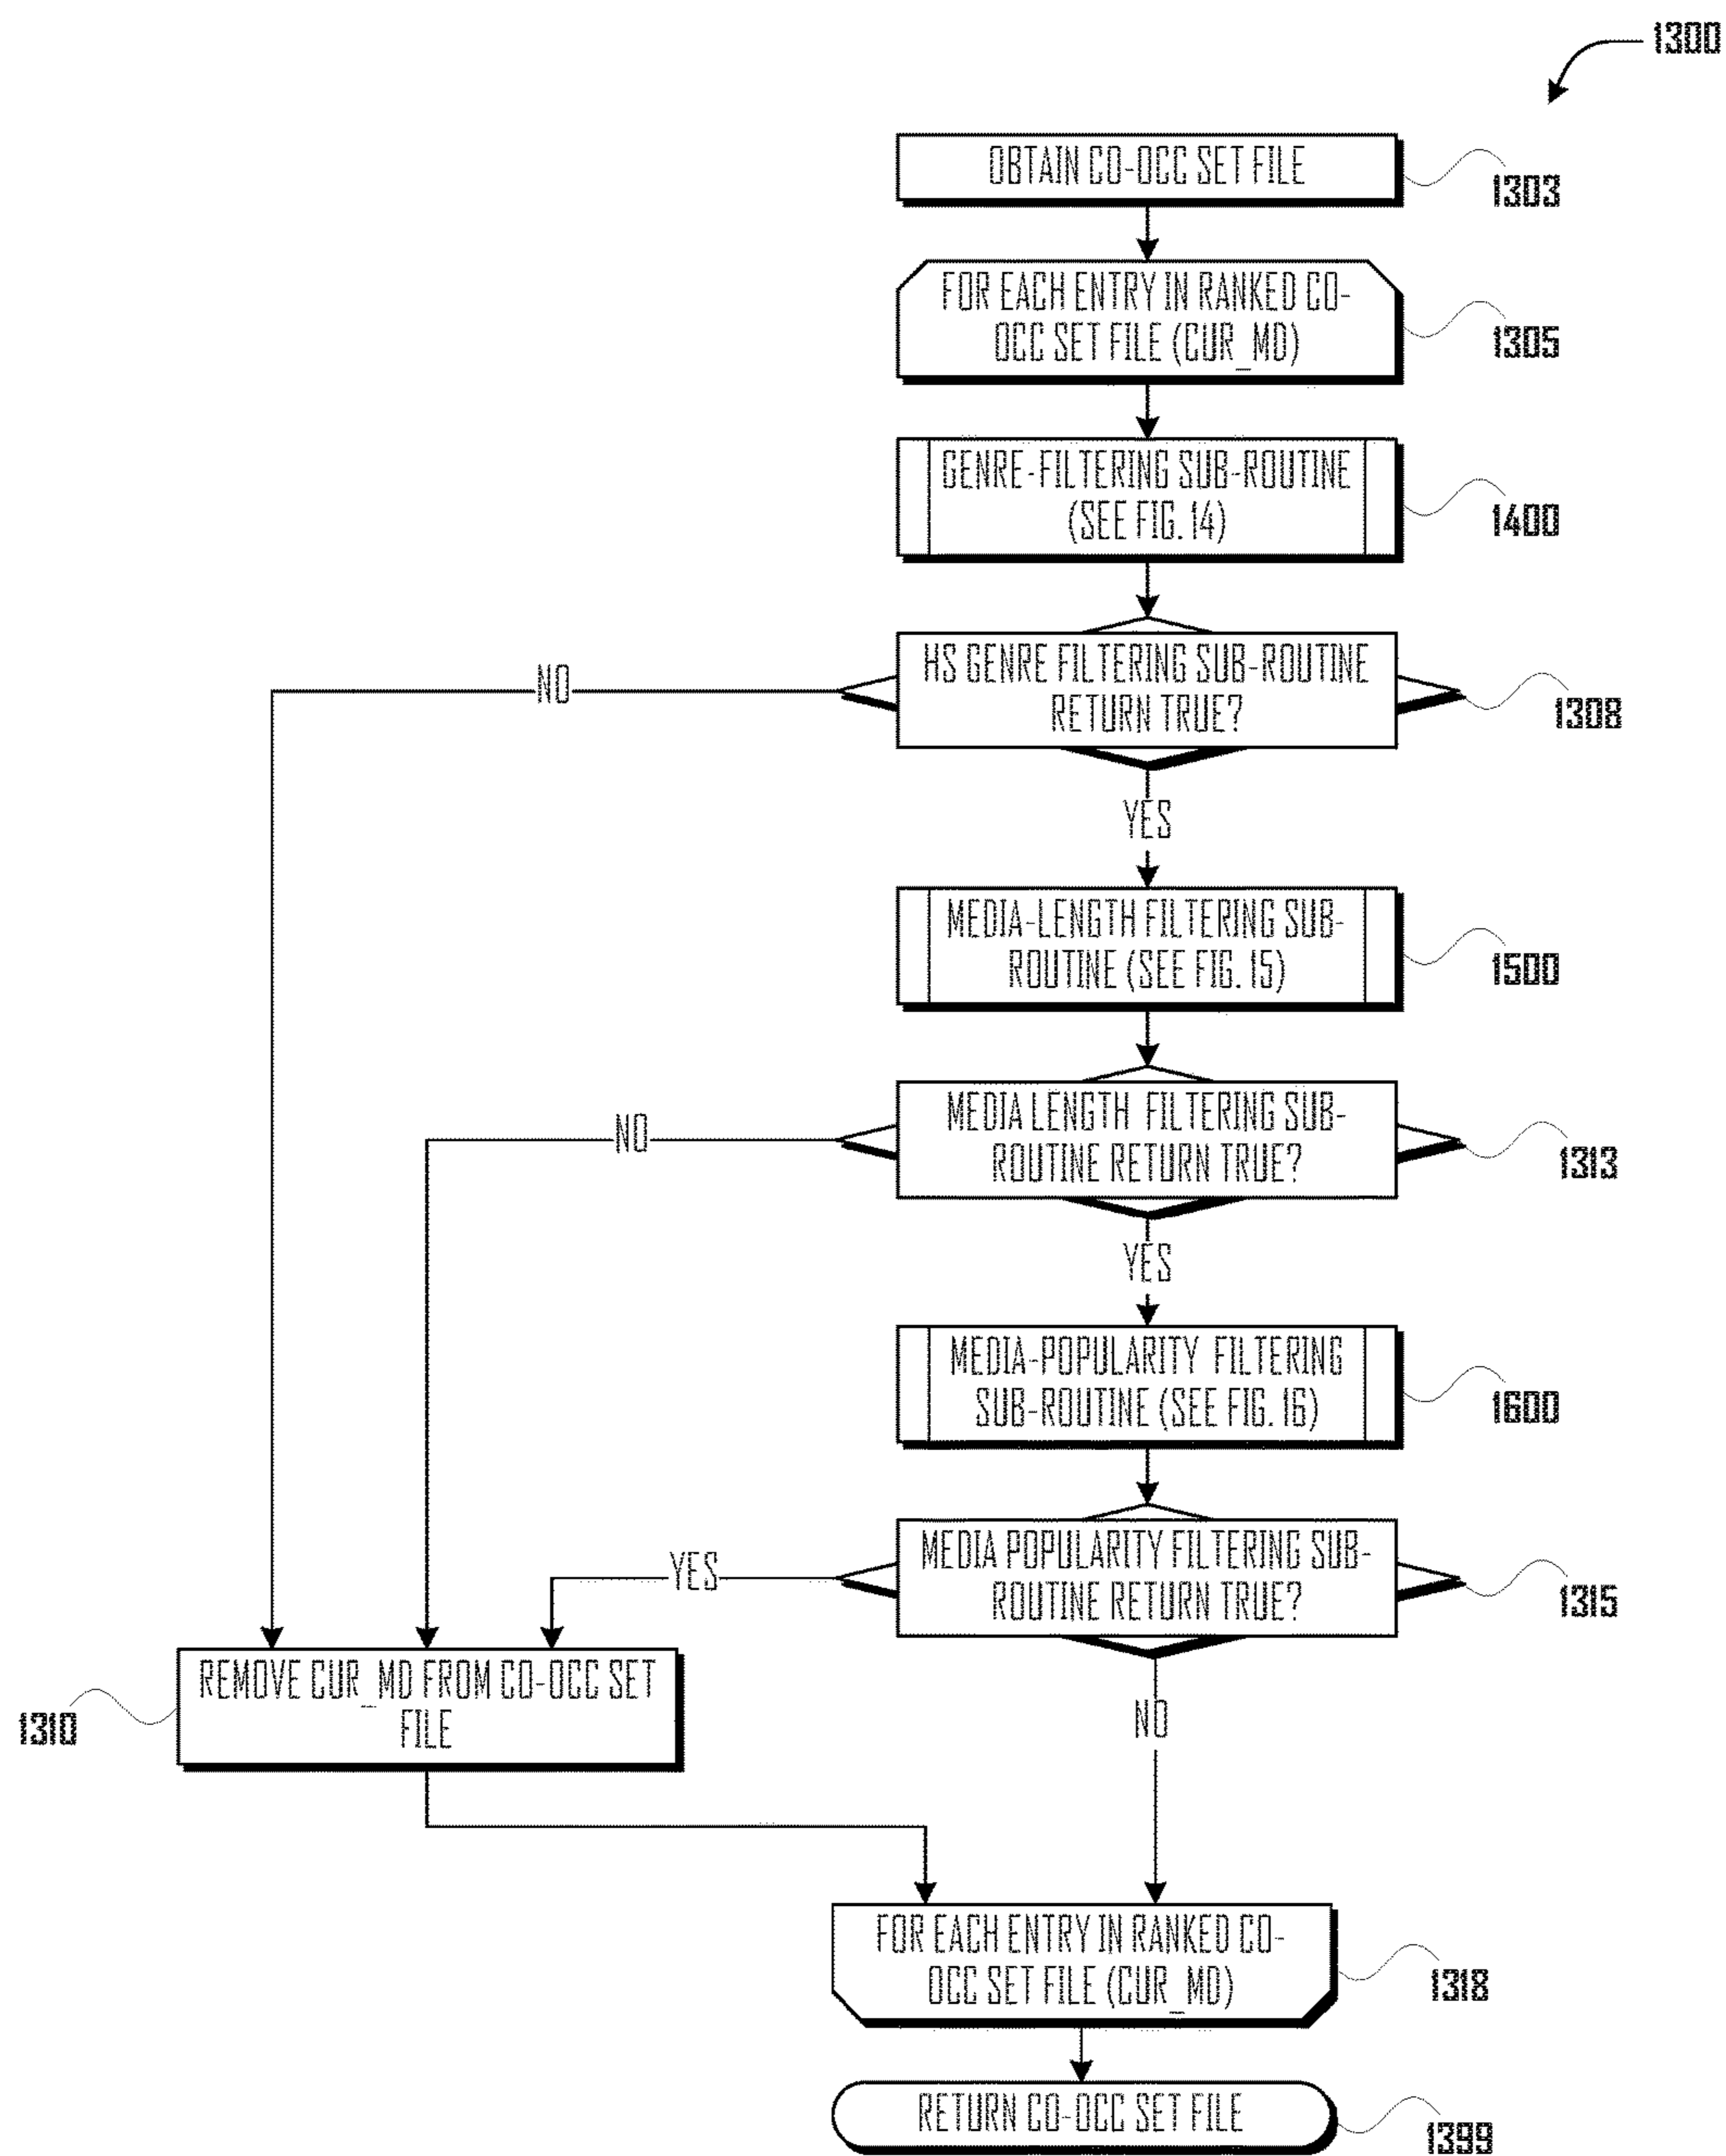 1300
OBTAIN CO-OCC SET FILE
1303
FOR EACH ENTRY IN RANKED CO-
OCC SET FILE (CUR_MD)
1305
GENRE-FILTERING SUB-ROUTINE
(SEE FIG. 14)
1400
HS GENRE FILTERING SUB-ROUTINE
RETURN TRUE?
1308
NO
YES
MEDIA-LENGTH FILTERING SUB-
ROUTINE (SEE FIG. 15)
1500
MEDIA LENGTH FILTERING SUB-
ROUTINE RETURN TRUE?
1313
NO
YES
MEDIA-POPULARITY FILTERING
SUB-ROUTINE (SEE FIG. 16)
1600
MEDIA POPULARITY FILTERING SUB-
ROUTINE RETURN TRUE?
1315
YES
REMOVE CUR_MD FROM CO-OCC SET
FILE
1310
NO
FOR EACH ENTRY IN RANKED CO-
OCC SET FILE (CUR_MD)
1318
RETURN CO-OCC SET FILE
1399